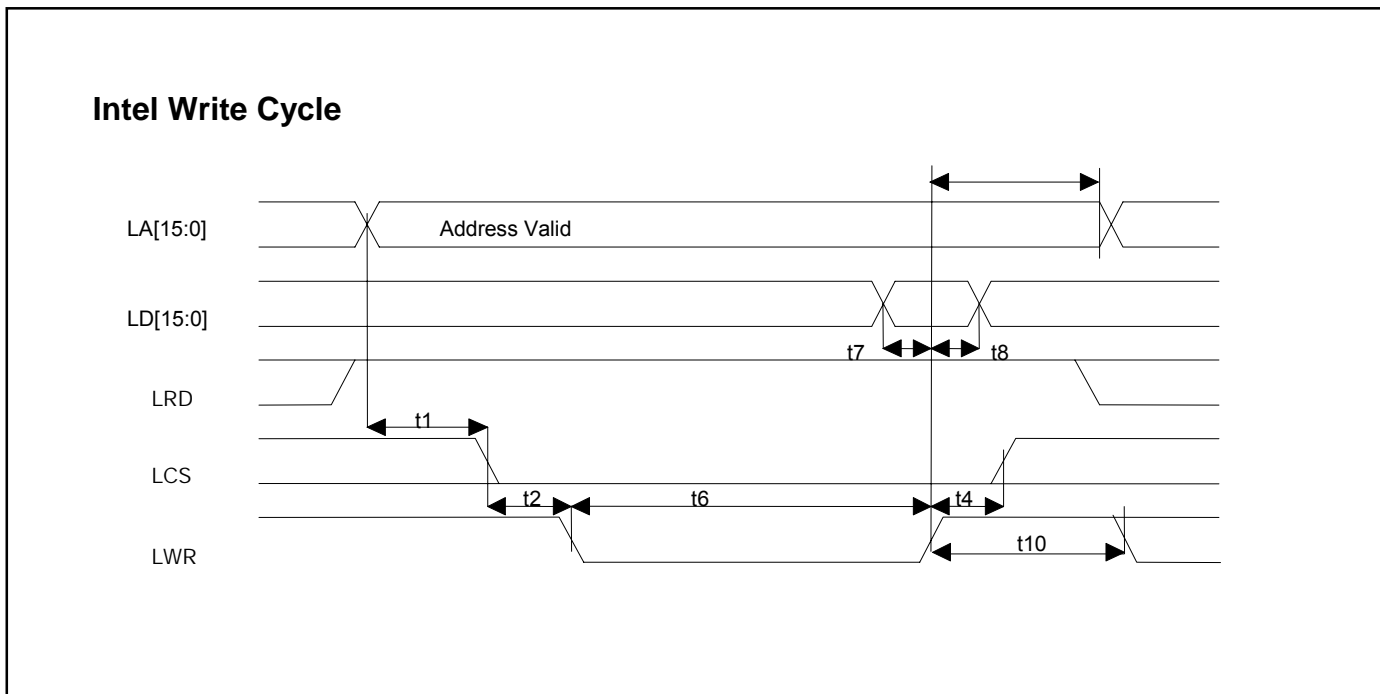 Intel Write Cycle
LA[15:0]
Address Valid
LD[15:0]
t7
t8
LRD
t1
LCS
t2
t6
t4
LWR
t10